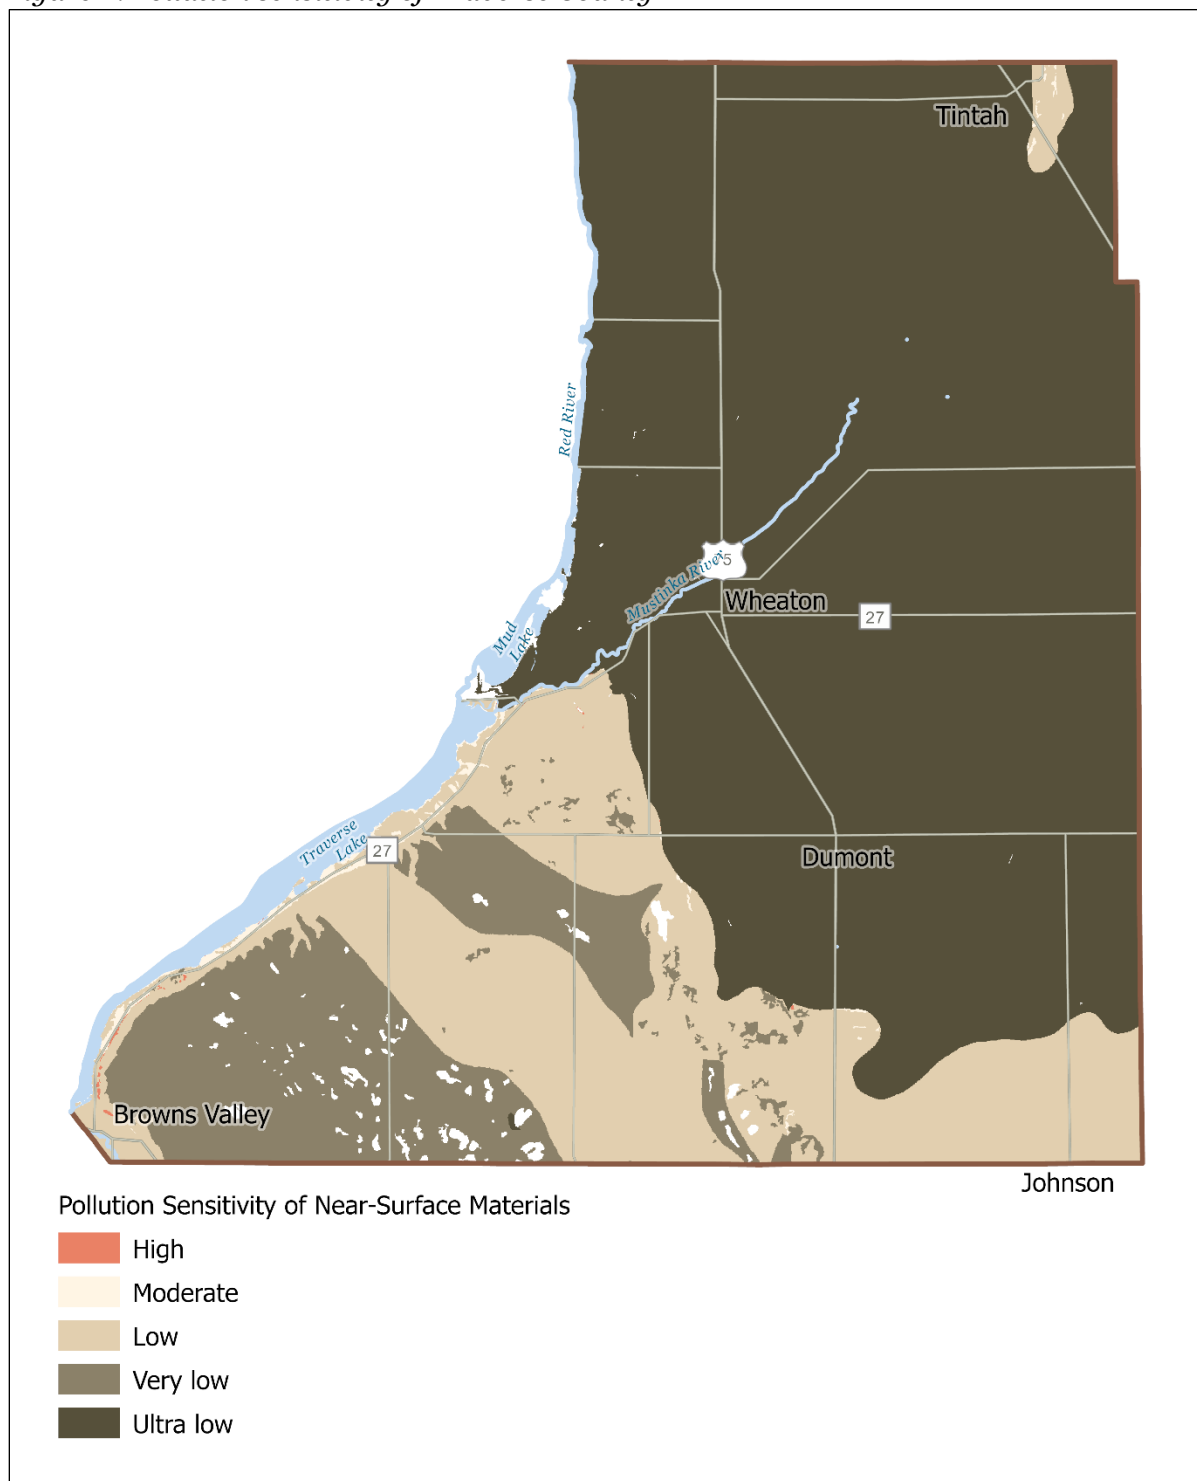 Tintah
Red River
75
Mustinka River
Wheaton
27
Mud
Lake
Traverse
Lake
27
Dumont
Browns Valley
Johnson
Pollution Sensitivity of Near-Surface Materials
High
Moderate
Low
Very low
Ultra low